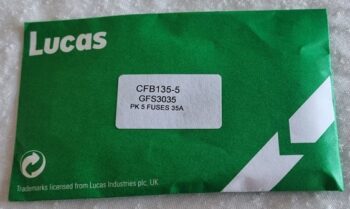 Lucas
CFB135-5
GFS3035
PK 5 FUSES 35A
Trademarks licensed from Lucas Industries plc, UK